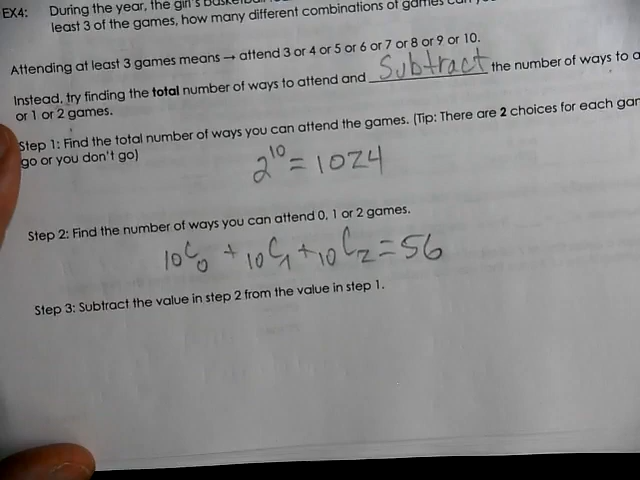 EX4: During the year, the girl's basketball
least 3 of the games, how many different combinations of games can
Attending at least 3 games means → attend 3 or 4 or 5 or 6 or 7 or 8 or 9 or 10.
Instead, try finding the total number of ways to attend and Subtract the number of ways to a
or 1 or 2 games.
Step 1: Find the total number of ways you can attend the games. (Tip: There are 2 choices for each gam
go or you don't go)
2^10 = 1024
Step 2: Find the number of ways you can attend 0, 1 or 2 games.
10C0 + 10C1 + 10C2 = 56
Step 3: Subtract the value in step 2 from the value in step 1.